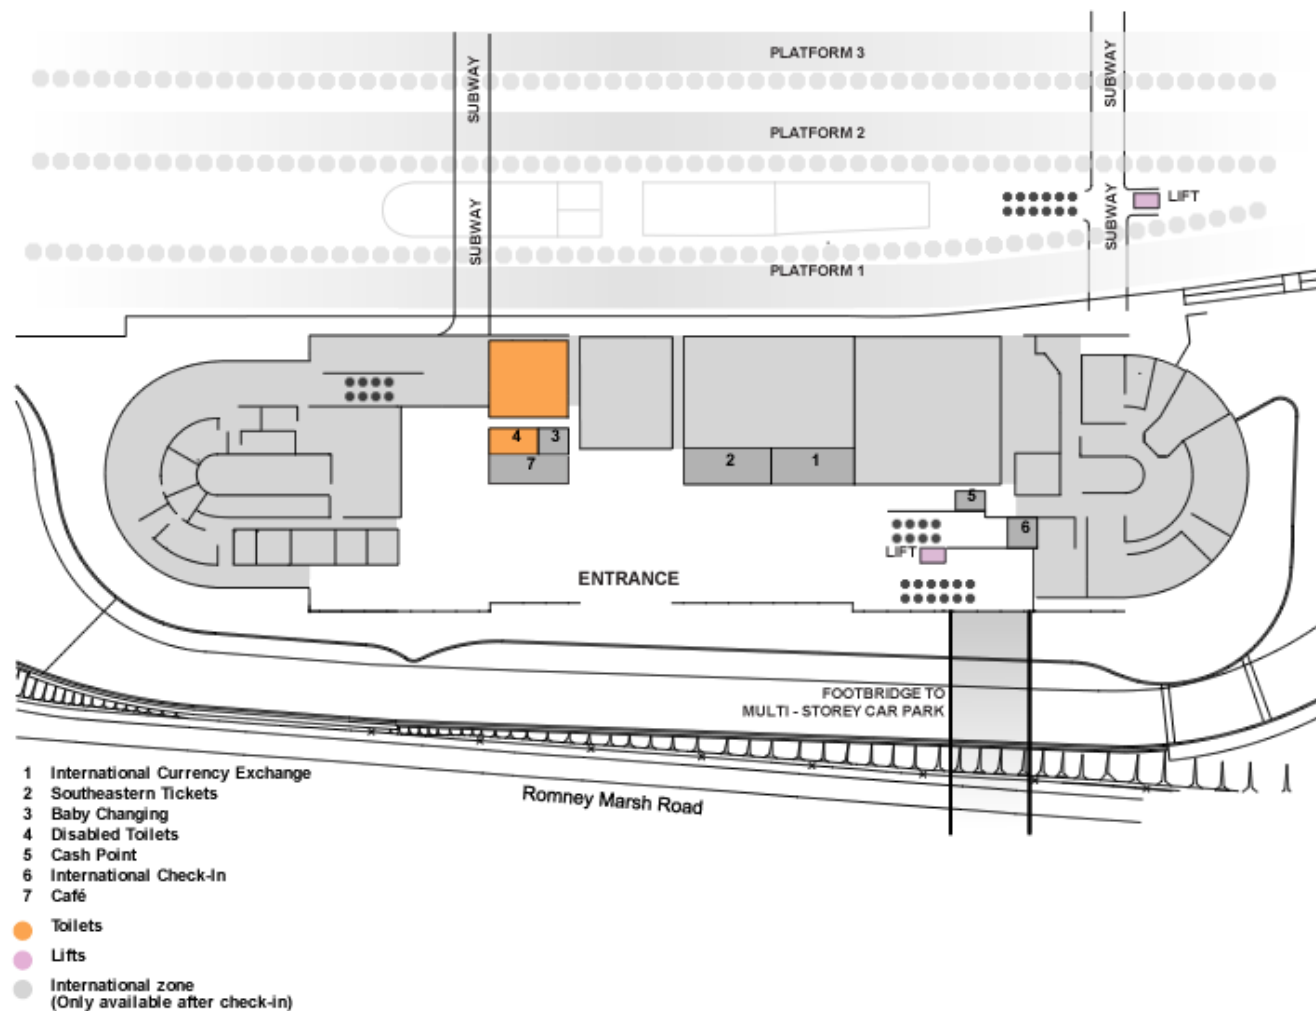 PLATFORM 3
SUBWAY
SUBWAY
PLATFORM 2
LIFT
SUBWAY
SUBWAY
PLATFORM 1
4
3
7
2
1
5
6
LIFT
ENTRANCE
FOOTBRIDGE TO
MULTI - STOREY CAR PARK
Romney Marsh Road
1 International Currency Exchange
2 Southeastern Tickets
3 Baby Changing
4 Disabled Toilets
5 Cash Point
6 International Check-In
7 Café
Toilets
Lifts
International zone
(Only available after check-in)